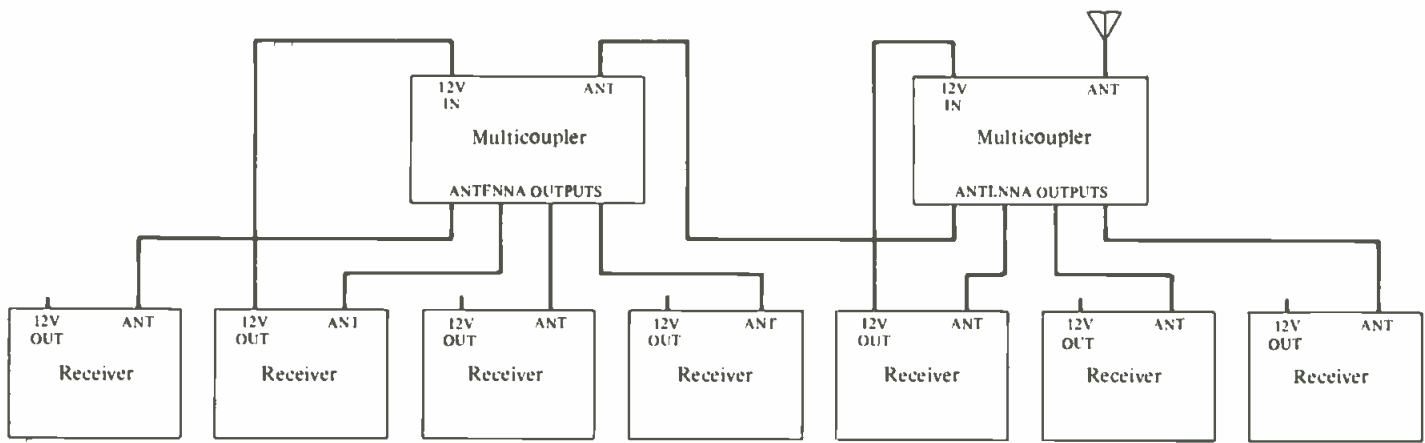 12V ANT
IN
Multicoupler
ANTENNA OUTPUTS
12V ANT
IN
Multicoupler
ANTENNA OUTPUTS
12V ANT
OUT
Receiver
12V ANT
OUT
Receiver
12V ANT
OUT
Receiver
12V ANT
OUT
Receiver
12V ANT
OUT
Receiver
12V ANT
OUT
Receiver
12V ANT
OUT
Receiver